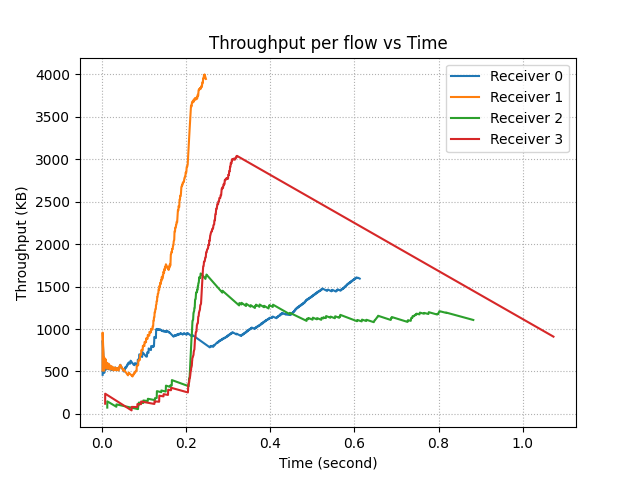 Throughput per flow vs Time
Receiver 0
Receiver 1
Receiver 2
Receiver 3
Throughput (KB)
4000
3500
3000
2500
2000
1500
1000
500
0
0.0 0.2 0.4 0.6 0.8 1.0
Time (second)